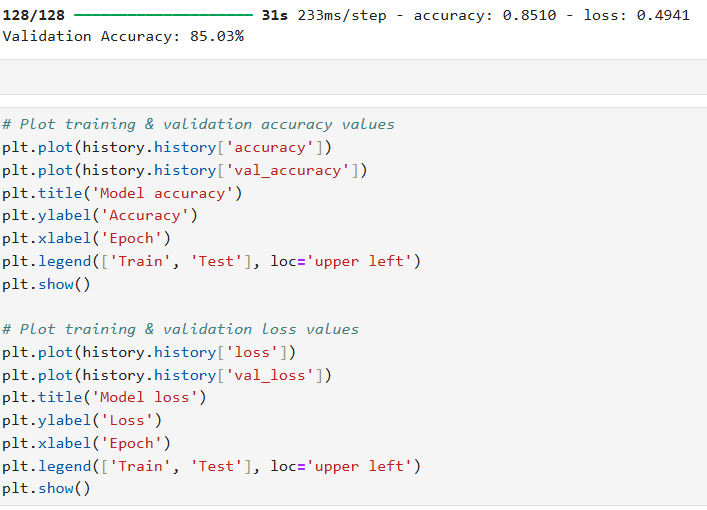 128/128 ━━━━━━━━━━━━━━━━━━━━ 31s 233ms/step - accuracy: 0.8510 - loss: 0.4941
Validation Accuracy: 85.03%
# Plot training & validation accuracy values
plt.plot(history.history['accuracy'])
plt.plot(history.history['val_accuracy'])
plt.title('Model accuracy')
plt.ylabel('Accuracy')
plt.xlabel('Epoch')
plt.legend(['Train', 'Test'], loc='upper left')
plt.show()
# Plot training & validation loss values
plt.plot(history.history['loss'])
plt.plot(history.history['val_loss'])
plt.title('Model loss')
plt.ylabel('Loss')
plt.xlabel('Epoch')
plt.legend(['Train', 'Test'], loc='upper left')
plt.show()